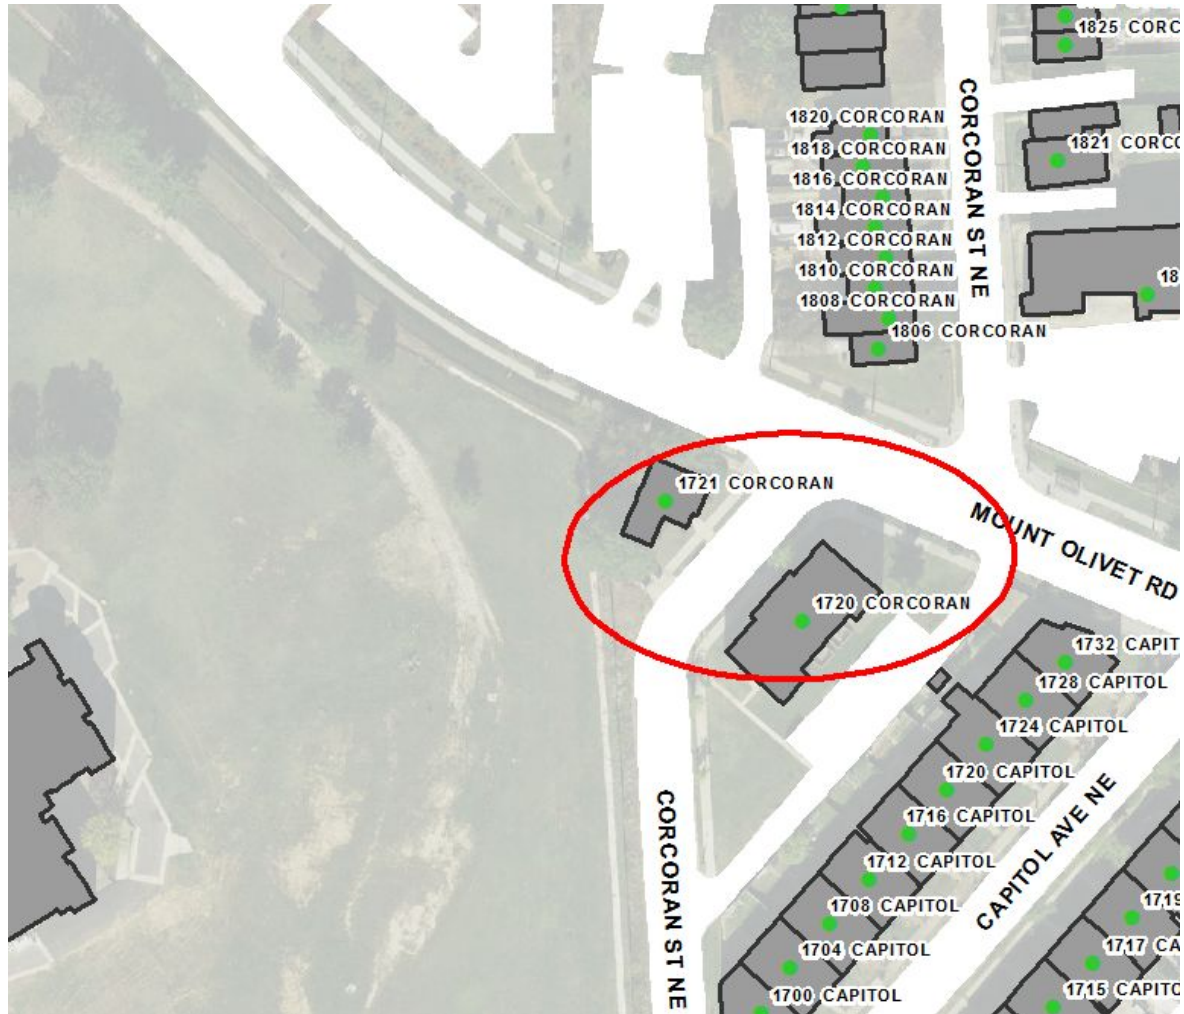 1825 CORC
1820 CORCORAN
1818 CORCORAN
1821 CORCO
1816 CORCORAN
1814 CORCORAN
1812 CORCORAN
1810 CORCORAN
18
1808 CORCORAN
1806 CORCORAN
CORCORAN ST NE
1721 CORCORAN
MOUNT OLIVET RD
1720 CORCORAN
1732 CAPIT
1728 CAPITOL
1724 CAPITOL
1720 CAPITOL
1716 CAPITOL
1712 CAPITOL
1708 CAPITOL
1704 CAPITOL
1700 CAPITOL
CORCORAN ST NE
CAPITOL AVE NE
1719
1717 CA
1715 CAPITO